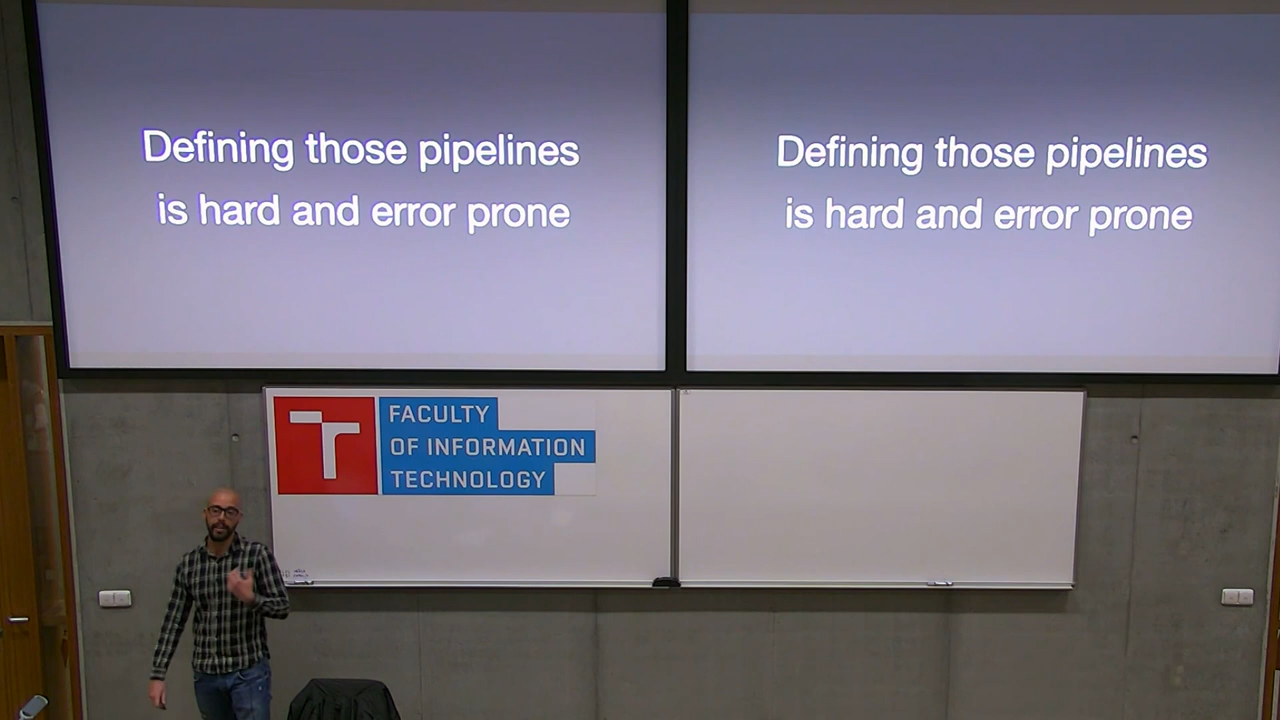 Defining those pipelines
is hard and error prone
Defining those pipelines
is hard and error prone
T
FACULTY
OF INFORMATION
TECHNOLOGY